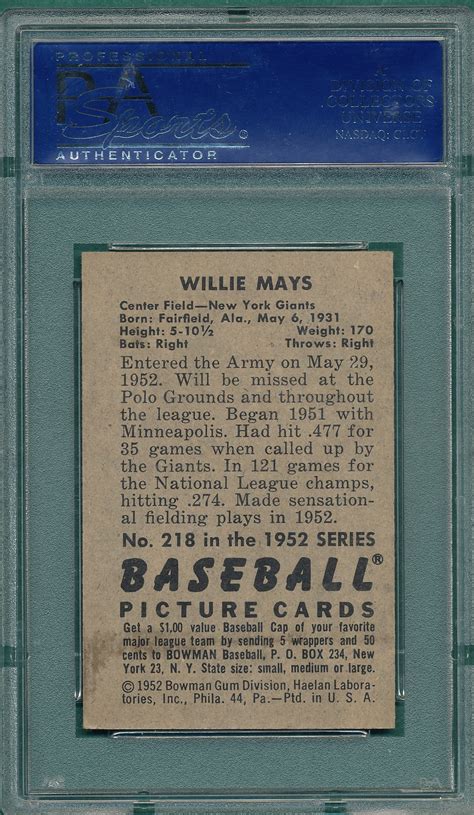 PROFESSIONAL
PSA
Sports®
AUTHENTICATOR
A
DIVISION OF
COLLECTORS
UNIVERSE
NASDAQ: CLCT
WILLIE MAYS
Center Field—New York Giants
Born: Fairfield, Ala., May 6, 1931
Height: 5-10½ Weight: 170
Bats: Right Throws: Right
Entered the Army on May 29,
1952. Will be missed at the
Polo Grounds and throughout
the league. Began 1951 with
Minneapolis. Had hit .477 for
35 games when called up by
the Giants. In 121 games for
the National League champs,
hitting .274. Made sensation-
al fielding plays in 1952.
No. 218 in the 1952 SERIES
BASEBALL®
PICTURE CARDS
Get a $1.00 value Baseball Cap of your favorite
major league team by sending 5 wrappers and 50
cents to BOWMAN Baseball, P. O. BOX 234, New
York 23, N. Y. State size: small, medium or large.
© 1952 Bowman Gum Division, Haelan Labora-
tories, Inc., Phila. 44, Pa.—Ptd. in U. S. A.